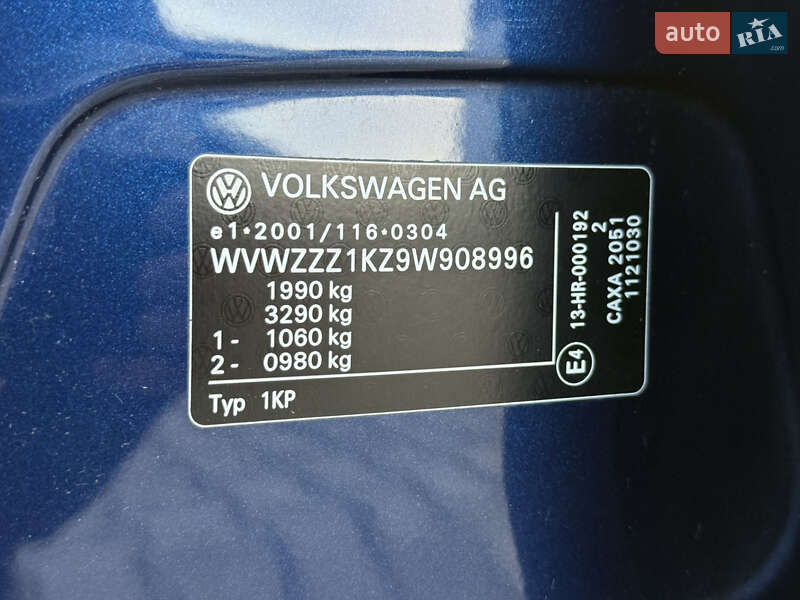 auto RIA.com
VOLKSWAGEN AG
e1*2001/116*0304
WVWZZZ1KZ9W908996
1990 kg
3290 kg
1- 1060 kg
2- 0980 kg
Typ 1KP
E4
13-HR-000192
2
CAXA 2051
1121030